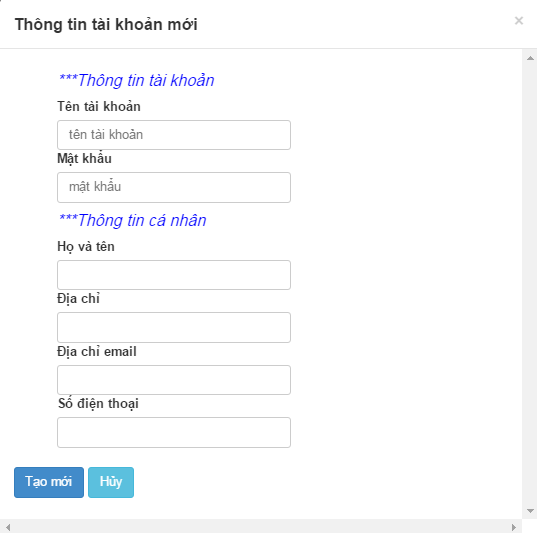 Thông tin tài khoản mới
×
***Thông tin tài khoản
Tên tài khoản
tên tài khoản
Mật khẩu
mật khẩu
***Thông tin cá nhân
Họ và tên
Địa chỉ
Địa chỉ email
Số điện thoại
Tạo mới Hủy